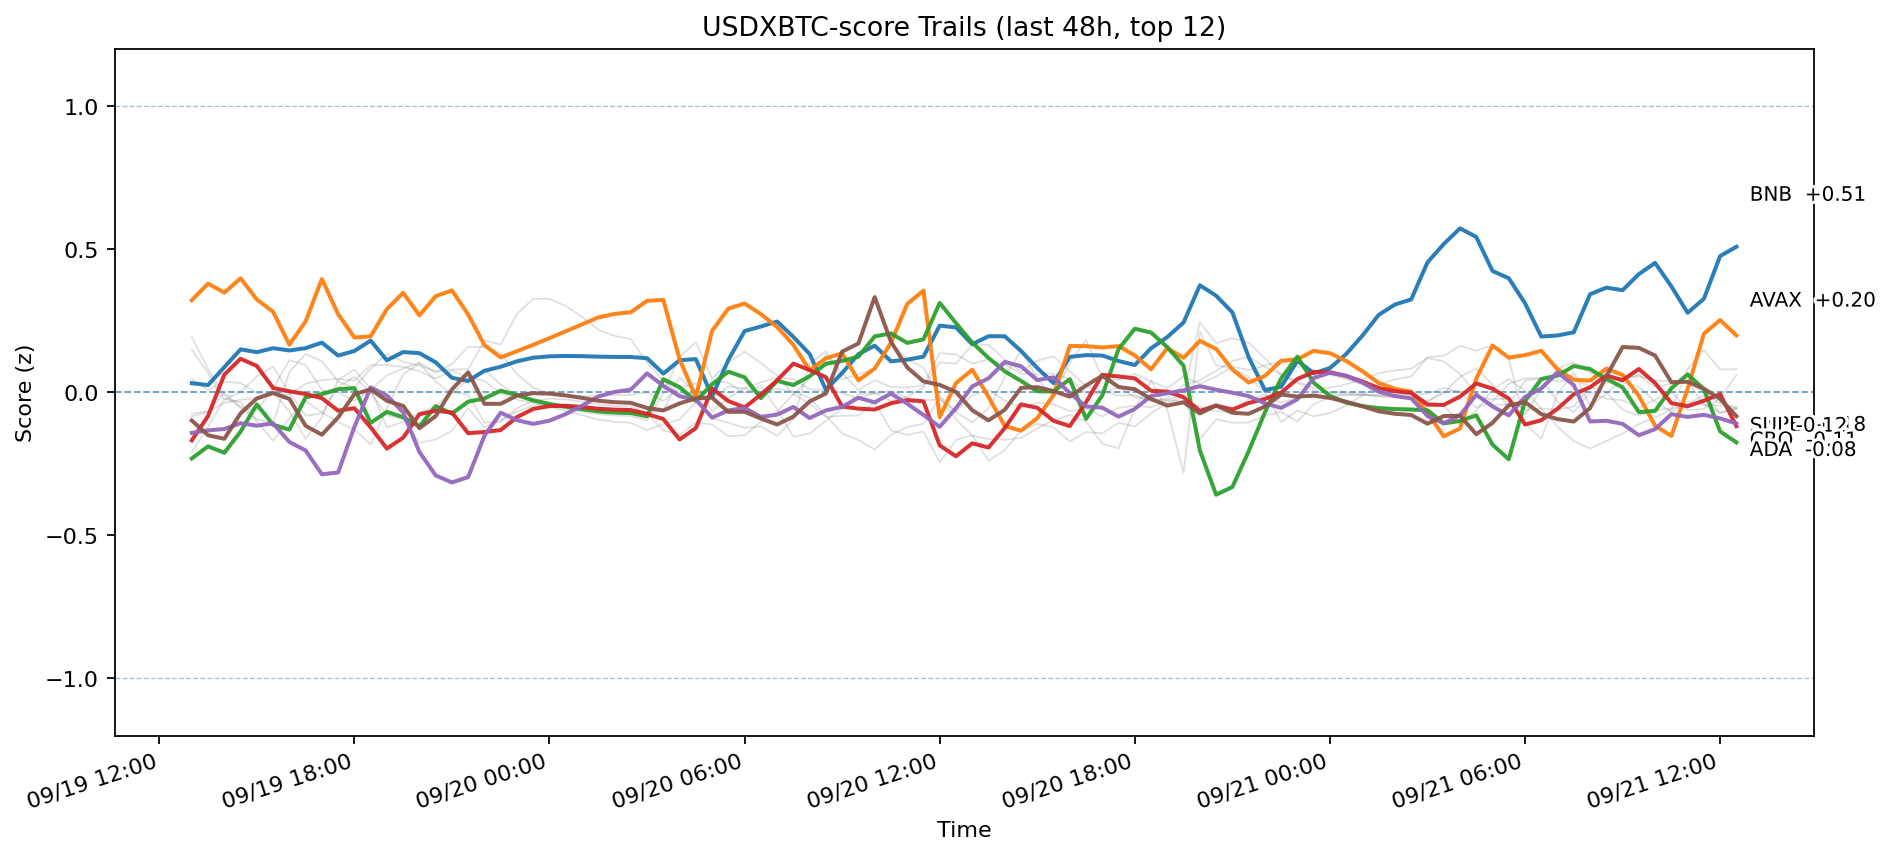 USDXBTC-score Trails (last 48h, top 12)
Score (z)
1.0
0.5
0.0
−0.5
−1.0
BNB +0.51
AVAX +0.20
ADA -0.08
09/19 12:00
09/19 18:00
09/20 00:00
09/20 06:00
09/20 12:00
09/20 18:00
09/21 00:00
09/21 06:00
09/21 12:00
Time